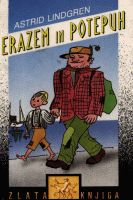 ASTRID LINDGREN
ERAZEM IN POTEPUH
ZLATA KNJIGA